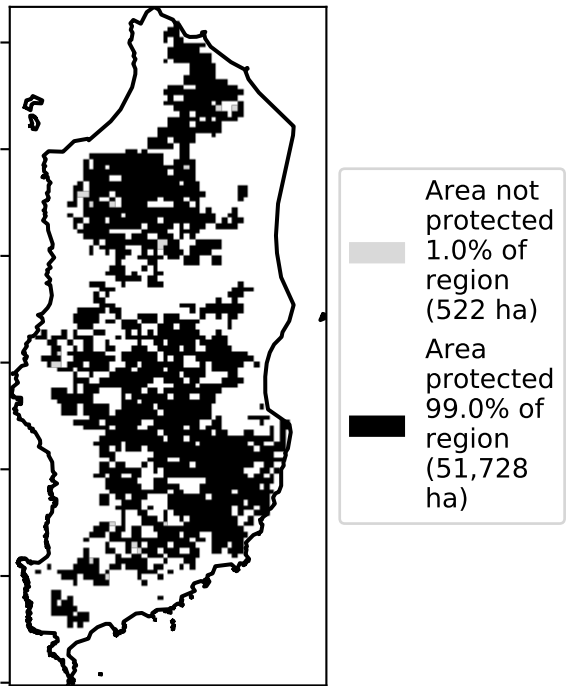 Area not
protected
1.0% of
region
(522 ha)
Area
protected
99.0% of
region
(51,728
ha)